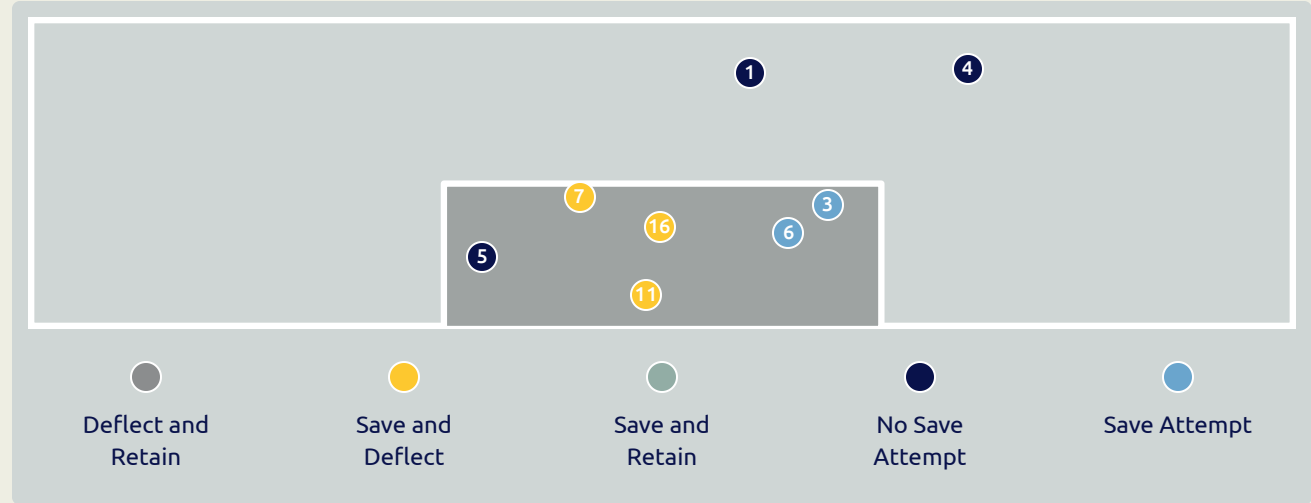 1
4
7
3
16
6
5
11
Deflect and
Retain
Save and
Deflect
Save and
Retain
No Save
Attempt
Save Attempt